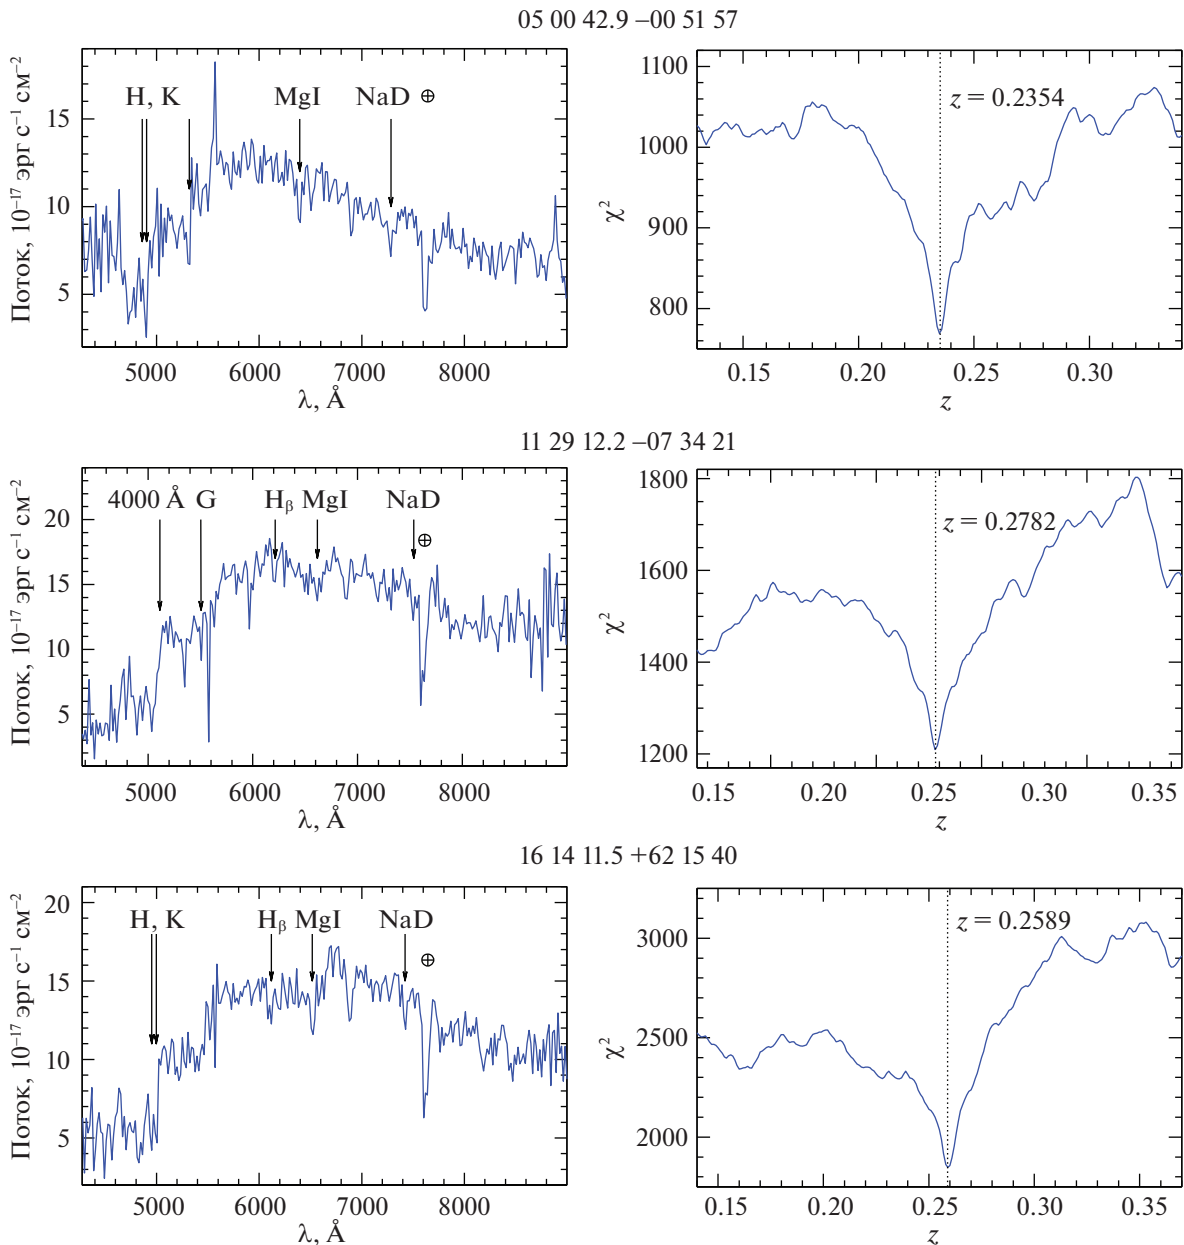 05 00 42.9 –00 51 57
H, K
MgI
NaD ⊕
15
10
5
Поток, 10⁻¹⁷ эрг с⁻¹ см⁻²
5000 6000 7000 8000
λ, Å
z = 0.2354
1100
1000
900
800
χ²
0.15 0.20 0.25 0.30
z
11 29 12.2 –07 34 21
4000 Å G
Hβ MgI
NaD
⊕
20
15
10
5
Поток, 10⁻¹⁷ эрг с⁻¹ см⁻²
5000 6000 7000 8000
λ, Å
z = 0.2782
1800
1600
1400
1200
χ²
0.15 0.20 0.25 0.30 0.35
z
16 14 11.5 +62 15 40
H, K
Hβ MgI
NaD
⊕
20
15
10
5
Поток, 10⁻¹⁷ эрг с⁻¹ см⁻²
5000 6000 7000 8000
λ, Å
z = 0.2589
3000
2500
2000
χ²
0.15 0.20 0.25 0.30 0.35
z